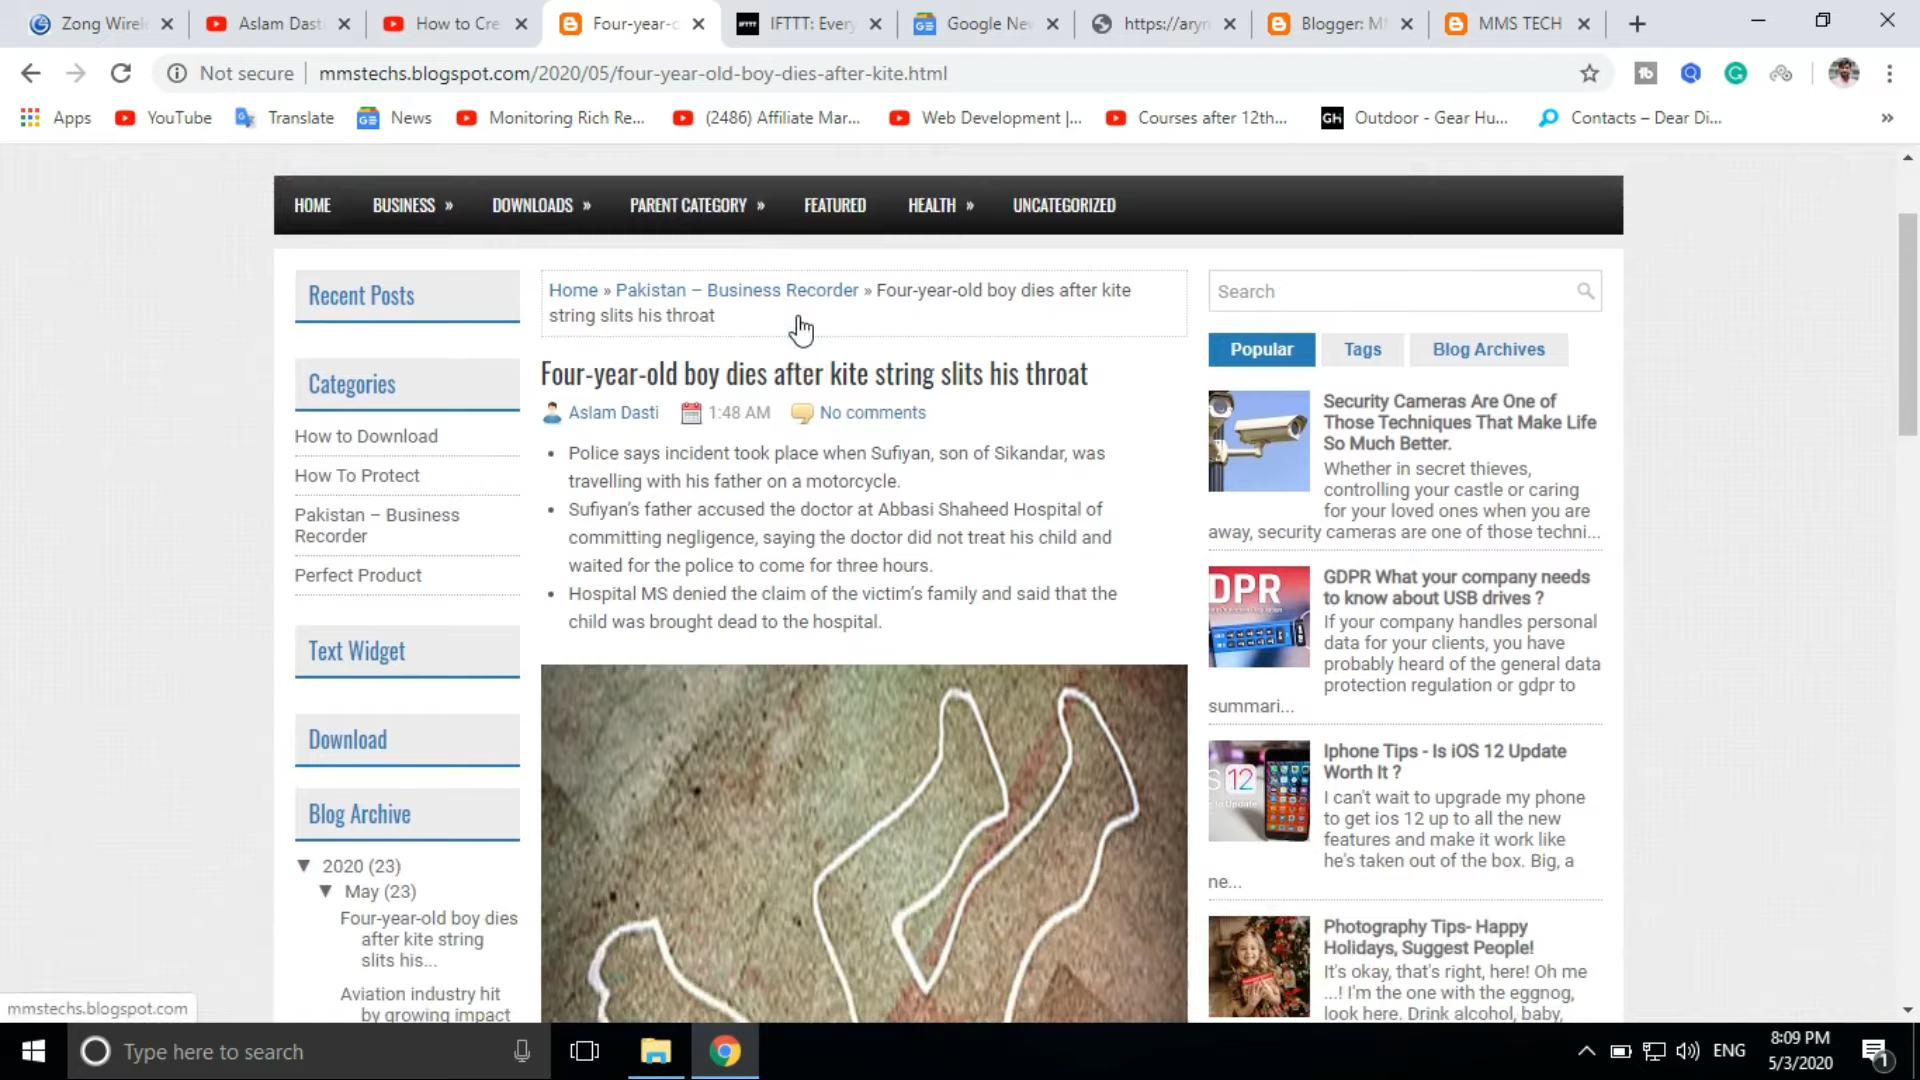 Zong Wirel
Aslam Dast
How to Cre
Four-year-o
IFTTT: Every
Google New
https://aryn
Blogger: M
MMS TECH
Not secure
mmstechs.blogspot.com/2020/05/four-year-old-boy-dies-after-kite.html
Apps
YouTube
Translate
News
Monitoring Rich Re...
(2486) Affiliate Mar...
Web Development |...
Courses after 12th...
GH
Outdoor - Gear Hu...
Contacts – Dear Di...
HOME
BUSINESS »
DOWNLOADS »
PARENT CATEGORY »
FEATURED
HEALTH »
UNCATEGORIZED
Recent Posts
Categories
How to Download
How To Protect
Pakistan – Business
Recorder
Perfect Product
Text Widget
Download
Blog Archive
▼ 2020 (23)
▼ May (23)
Four-year-old boy dies
after kite string
slits his...
Aviation industry hit
by growing impact
Home » Pakistan – Business Recorder » Four-year-old boy dies after kite
string slits his throat
Four-year-old boy dies after kite string slits his throat
Aslam Dasti
1:48 AM
No comments
• Police says incident took place when Sufiyan, son of Sikandar, was
travelling with his father on a motorcycle.
• Sufiyan's father accused the doctor at Abbasi Shaheed Hospital of
committing negligence, saying the doctor did not treat his child and
waited for the police to come for three hours.
• Hospital MS denied the claim of the victim's family and said that the
child was brought dead to the hospital.
Search
Popular
Tags
Blog Archives
Security Cameras Are One of
Those Techniques That Make Life
So Much Better.
Whether in secret thieves,
controlling your castle or caring
for your loved ones when you are
away, security cameras are one of those techni...
DPR
GDPR What your company needs
to know about USB drives ?
If your company handles personal
data for your clients, you have
probably heard of the general data
protection regulation or gdpr to
summari...
S 12
Iphone Tips - Is iOS 12 Update
Worth It ?
I can't wait to upgrade my phone
to get ios 12 up to all the new
features and make it work like
he's taken out of the box. Big, a
ne...
Photography Tips- Happy
Holidays, Suggest People!
It's okay, that's right, here! Oh me
...! I'm the one with the eggnog,
look here. Drink alcohol, baby,
mmstechs.blogspot.com
Type here to search
ENG
8:09 PM
5/3/2020
1